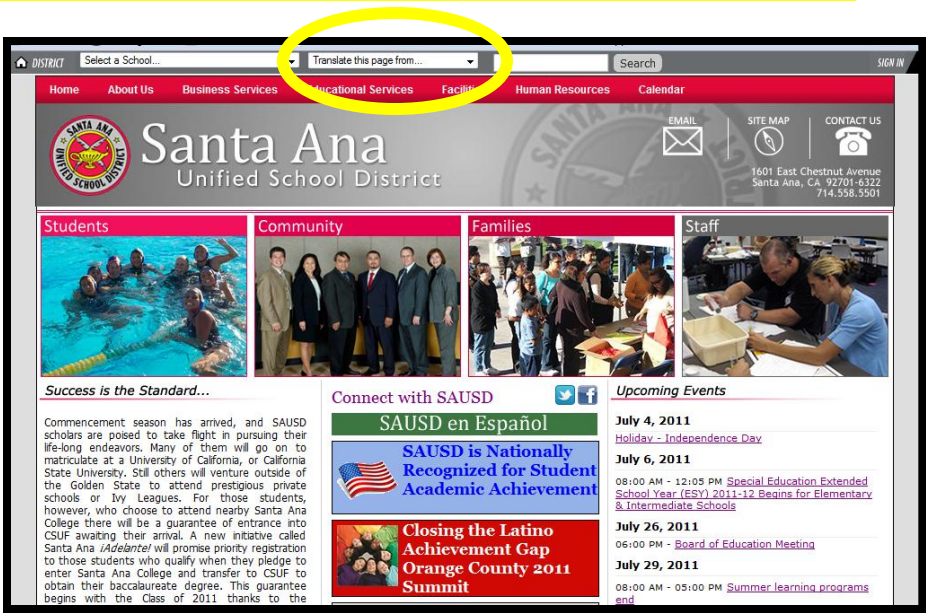 DISTRICT Select a School... Translate this page from... Search SIGN IN
Home About Us Business Services Educational Services Facilities Human Resources Calendar
SANTA ANA
UNIFIED SCHOOL DISTRICT
Santa Ana
Unified School District
EMAIL SITE MAP CONTACT US
1601 East Chestnut Avenue
Santa Ana, CA 92701-6322
714.558.5501
Students Community Families Staff
Success is the Standard...
Commencement season has arrived, and SAUSD
scholars are poised to take flight in pursuing their
life-long endeavors. Many of them will go on to
matriculate at a University of California, or California
State University. Still others will venture outside of
the Golden State to attend prestigious private
schools or Ivy Leagues. For those students,
however, who choose to attend nearby Santa Ana
College there will be a guarantee of entrance into
CSUF awaiting their arrival. A new initiative called
Santa Ana ¡Adelante! will promise priority registration
to those students who qualify when they pledge to
enter Santa Ana College and transfer to CSUF to
obtain their baccalaureate degree. This guarantee
begins with the Class of 2011 thanks to the
Connect with SAUSD
SAUSD en Español
SAUSD is Nationally
Recognized for Student
Academic Achievement
Closing the Latino
Achievement Gap
Orange County 2011
Summit
Upcoming Events
July 4, 2011
Holiday - Independence Day
July 6, 2011
08:00 AM - 12:05 PM Special Education Extended
School Year (ESY) 2011-12 Begins for Elementary
& Intermediate Schools
July 26, 2011
06:00 PM - Board of Education Meeting
July 29, 2011
08:00 AM - 05:00 PM Summer learning programs
end